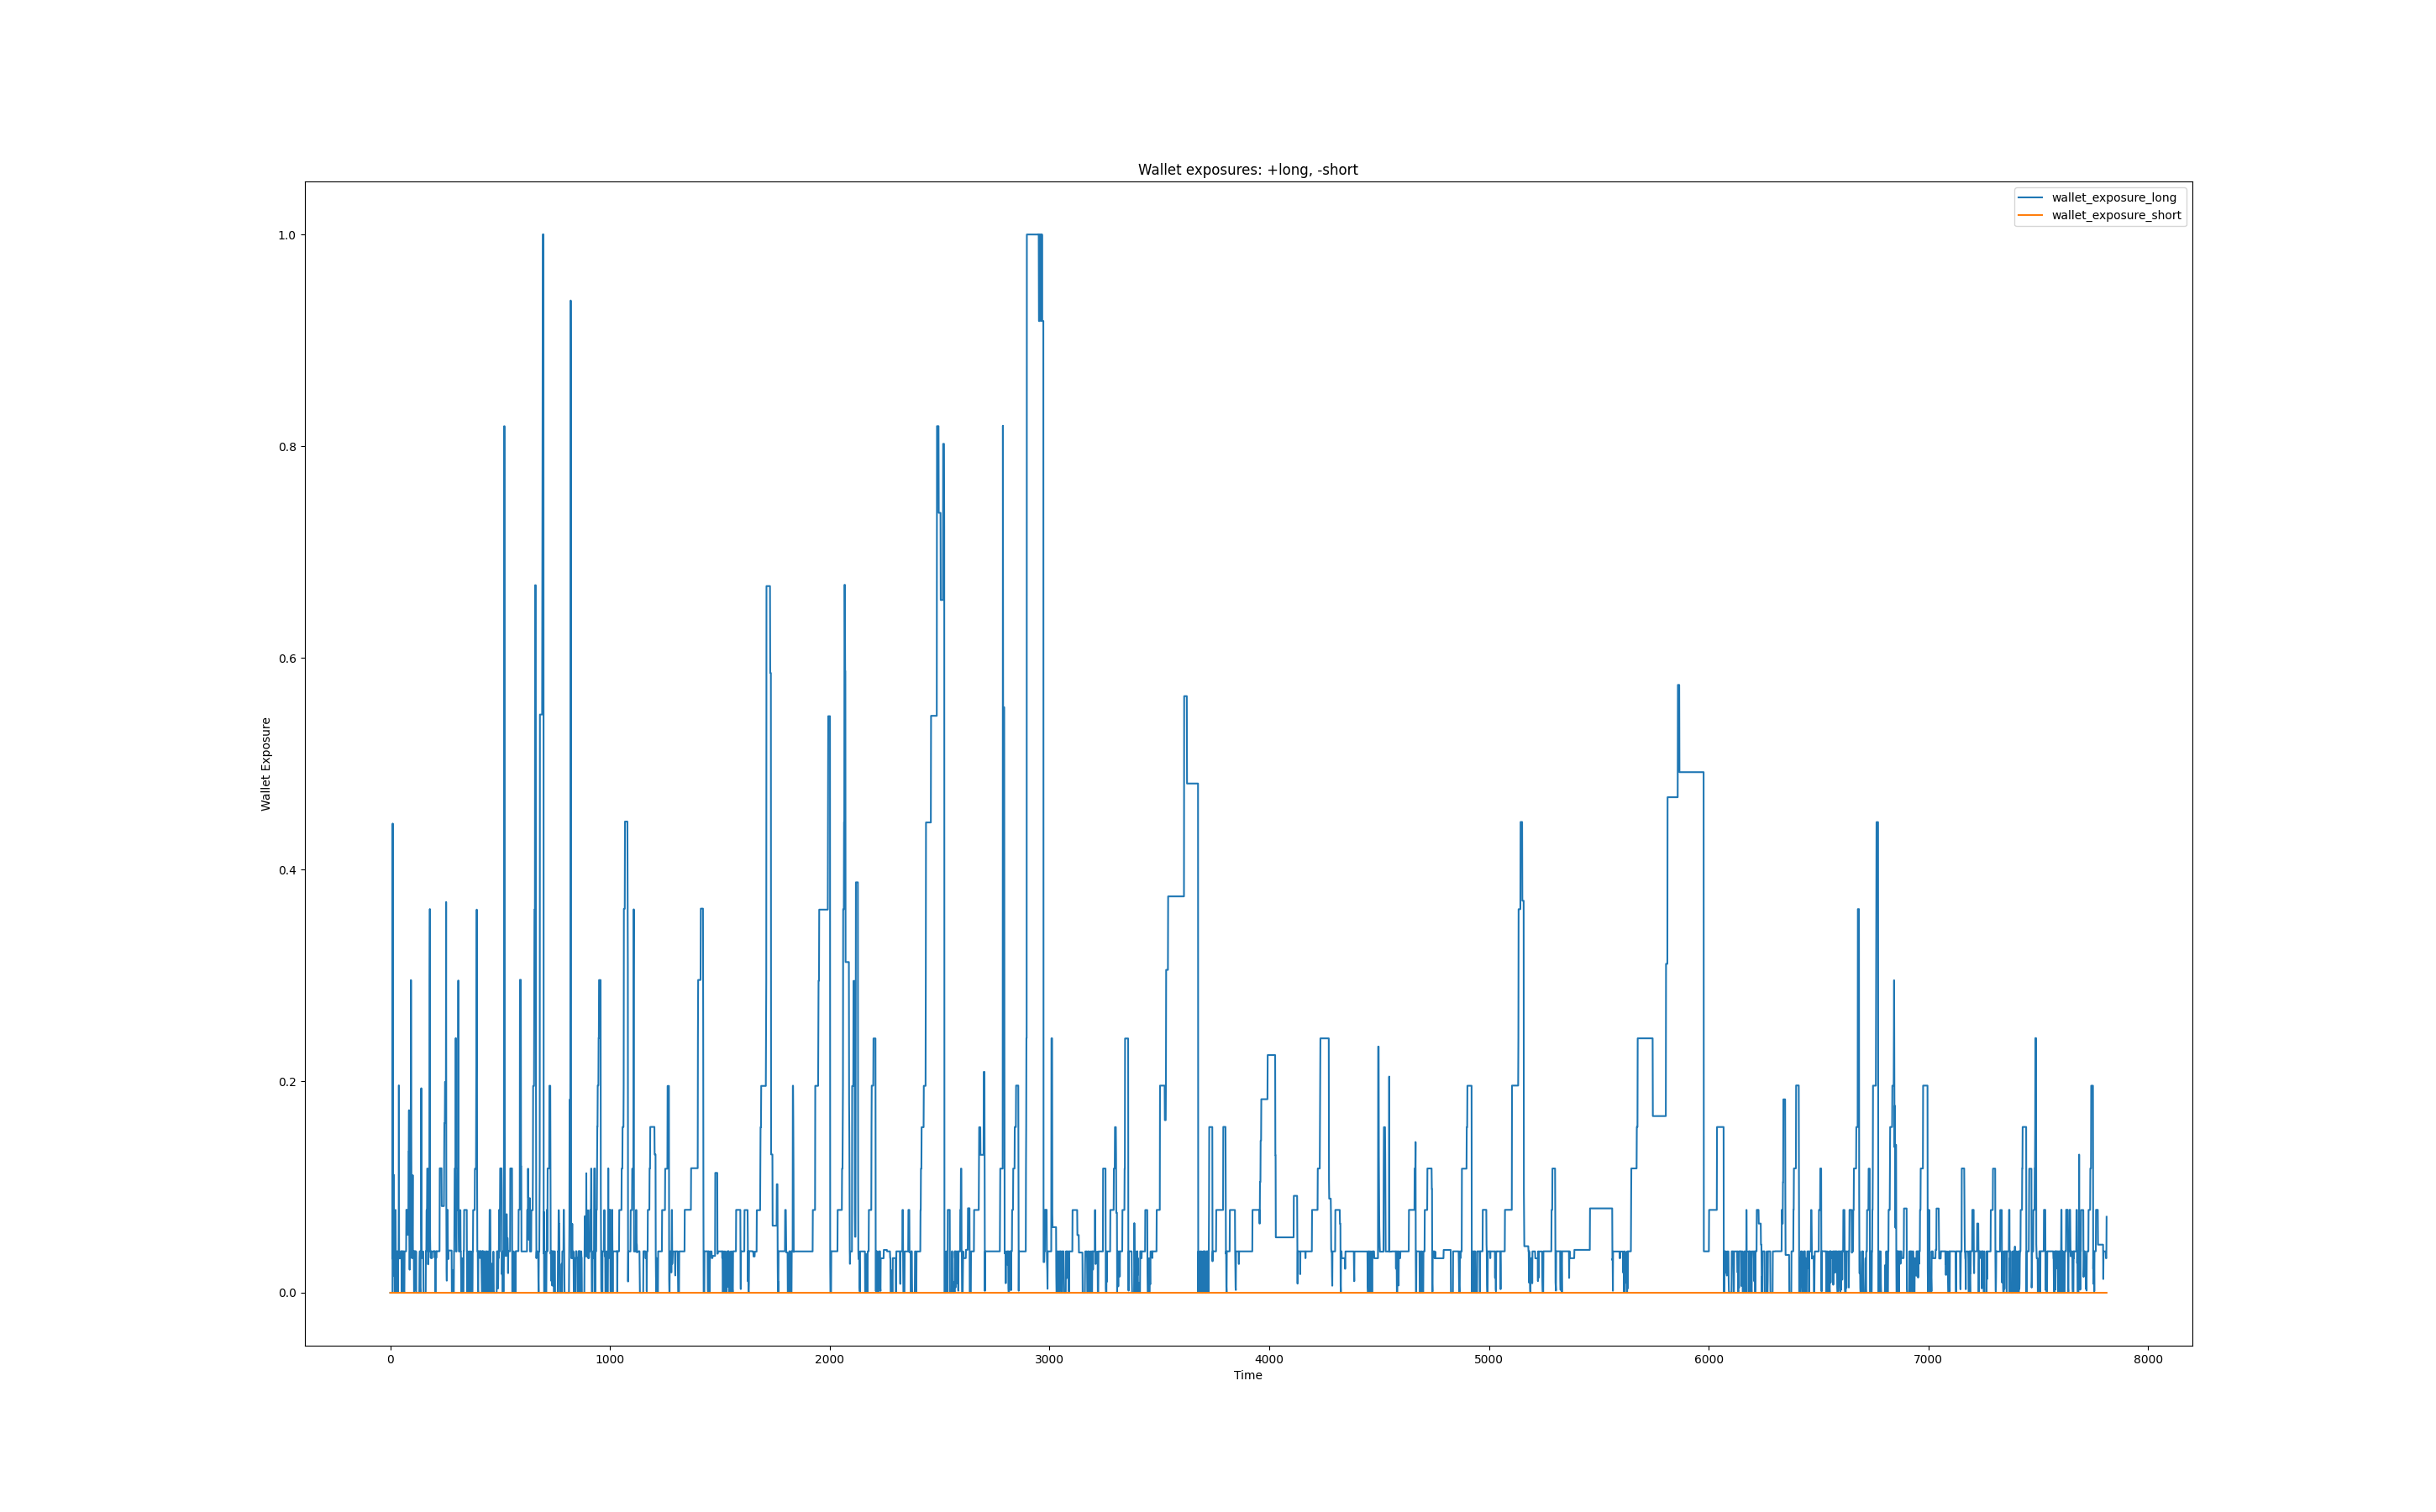 Wallet exposures: +long, -short
wallet_exposure_long
wallet_exposure_short
1.0
0.8
0.6
0.4
0.2
0.0
Wallet Exposure
0 1000 2000 3000 4000 5000 6000 7000 8000
Time